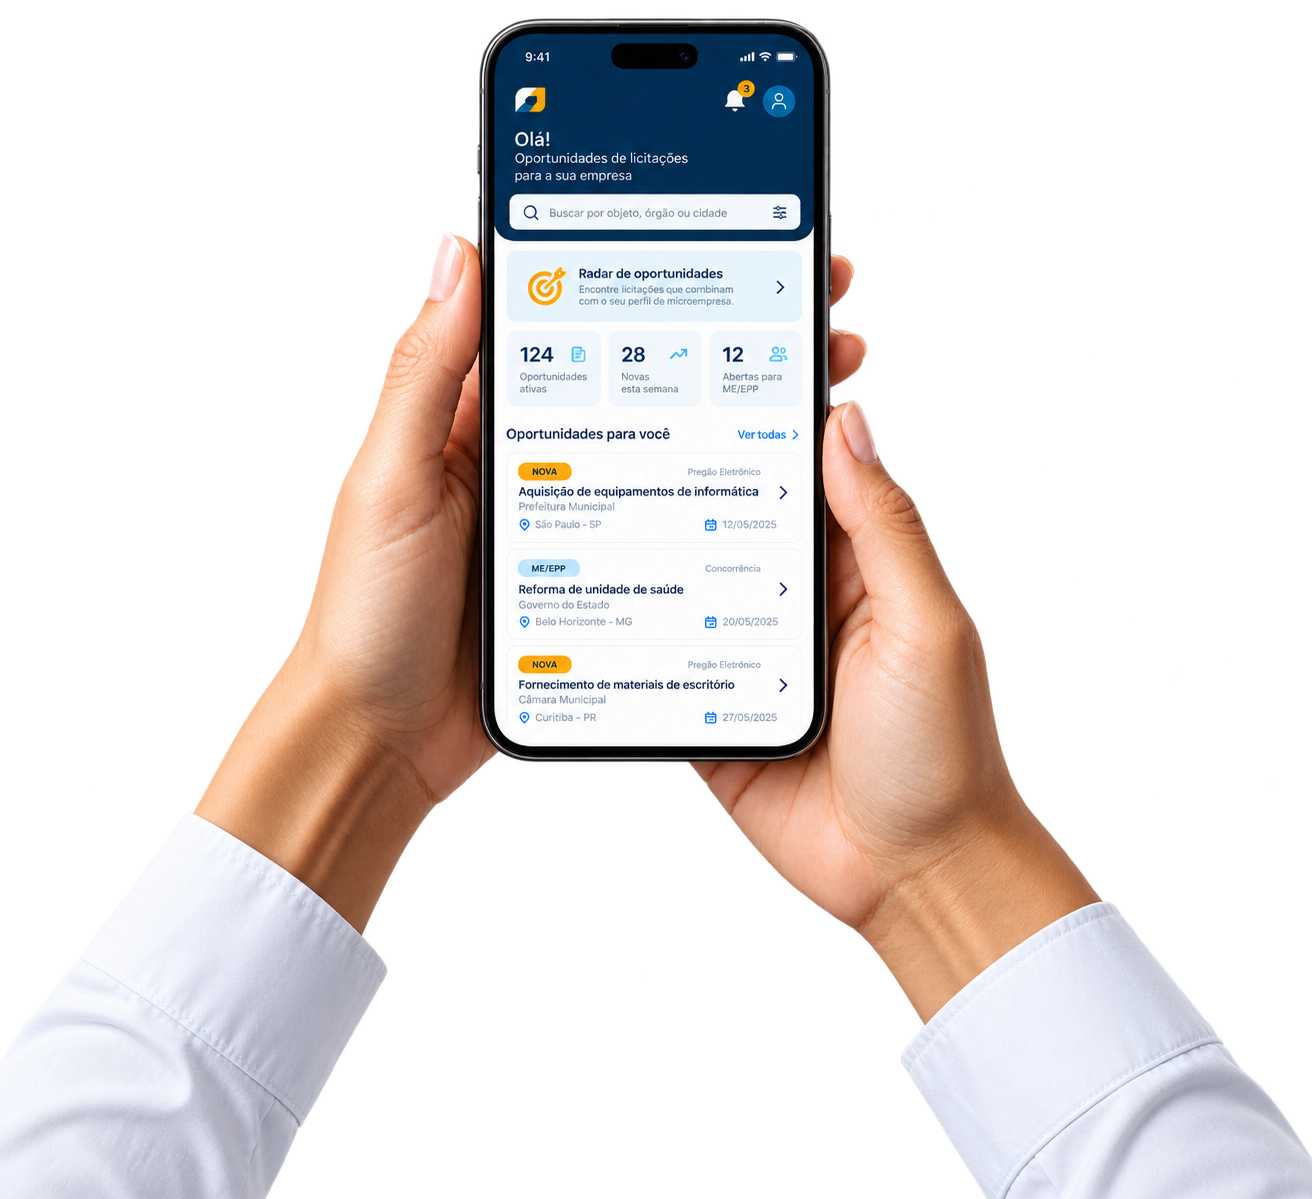 9:41
3
Olá!
Oportunidades de licitações
para a sua empresa
Buscar por objeto, órgão ou cidade
Radar de oportunidades
Encontre licitações que combinam
com o seu perfil de microempresa.
124
Oportunidades
ativas
28
Novas
esta semana
12
Abertas para
ME/EPP
Oportunidades para você
Ver todas
NOVA
Pregão Eletrônico
Aquisição de equipamentos de informática
Prefeitura Municipal
São Paulo - SP
12/05/2025
ME/EPP
Concorrência
Reforma de unidade de saúde
Governo do Estado
Belo Horizonte - MG
20/05/2025
NOVA
Pregão Eletrônico
Fornecimento de materiais de escritório
Câmara Municipal
Curitiba - PR
27/05/2025